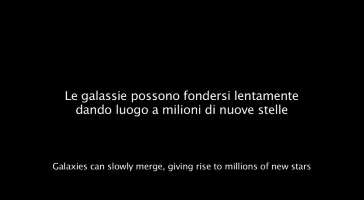 Le galassie possono fondersi lentamente
dando luogo a milioni di nuove stelle
Galaxies can slowly merge, giving rise to millions of new stars